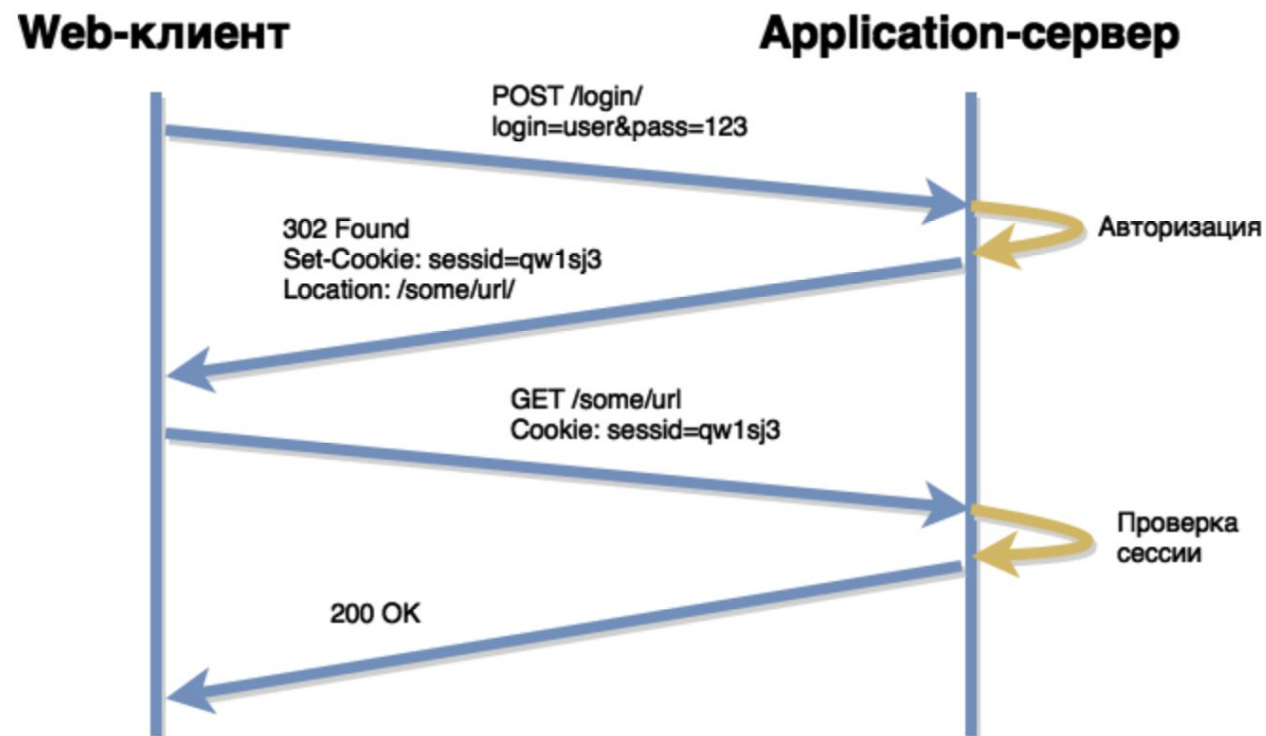 Web-клиент
Application-сервер
POST /login/
login=user&pass=123
Авторизация
302 Found
Set-Cookie: sessid=qw1sj3
Location: /some/url/
GET /some/url
Cookie: sessid=qw1sj3
Проверка
сессии
200 OK